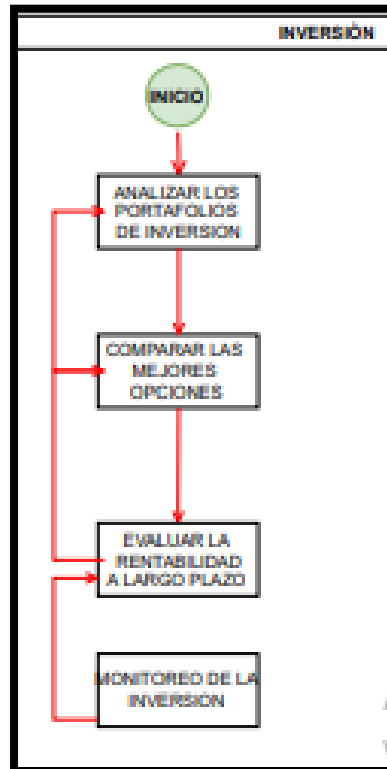 INVERSIÓN
INICIO
ANALIZAR LOS
PORTAFOLIOS
DE INVERSION
COMPARAR LAS
MEJORES
OPCIONES
EVALUAR LA
RENTABILIDAD
A LARGO PLAZO
MONITOREO DE LA
INVERSION